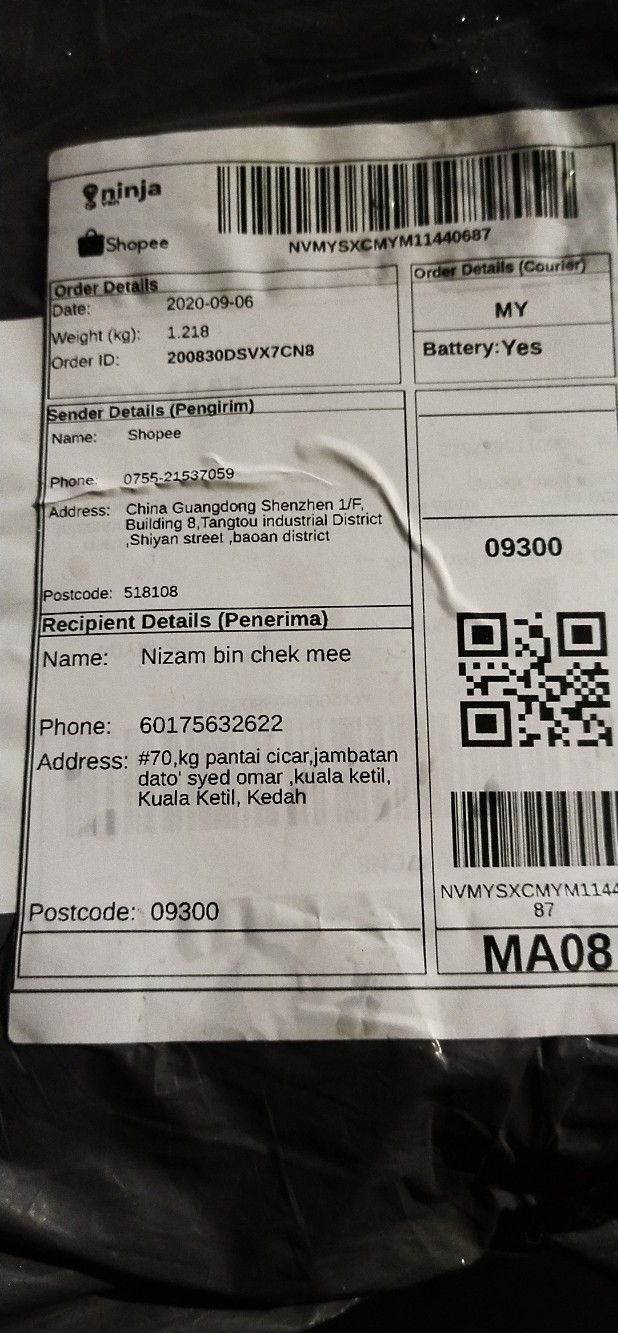 ninja
van
Shopee
NVMYSXCMYM11440687
Order Details
Date: 2020-09-06
Weight (kg): 1.218
Order ID: 200830DSVX7CN8
Order Details (Courier)
MY
Battery:Yes
Sender Details (Pengirim)
Name: Shopee
Phone: 0755-21537059
Address: China Guangdong Shenzhen 1/F,
Building 8,Tangtou industrial District
,Shiyan street ,baoan district
Postcode: 518108
09300
Recipient Details (Penerima)
Name: Nizam bin chek mee
Phone: 60175632622
Address: #70,kg pantai cicar,jambatan
dato' syed omar ,kuala ketil,
Kuala Ketil, Kedah
Postcode: 09300
NVMYSXCMYM1144
87
MA08